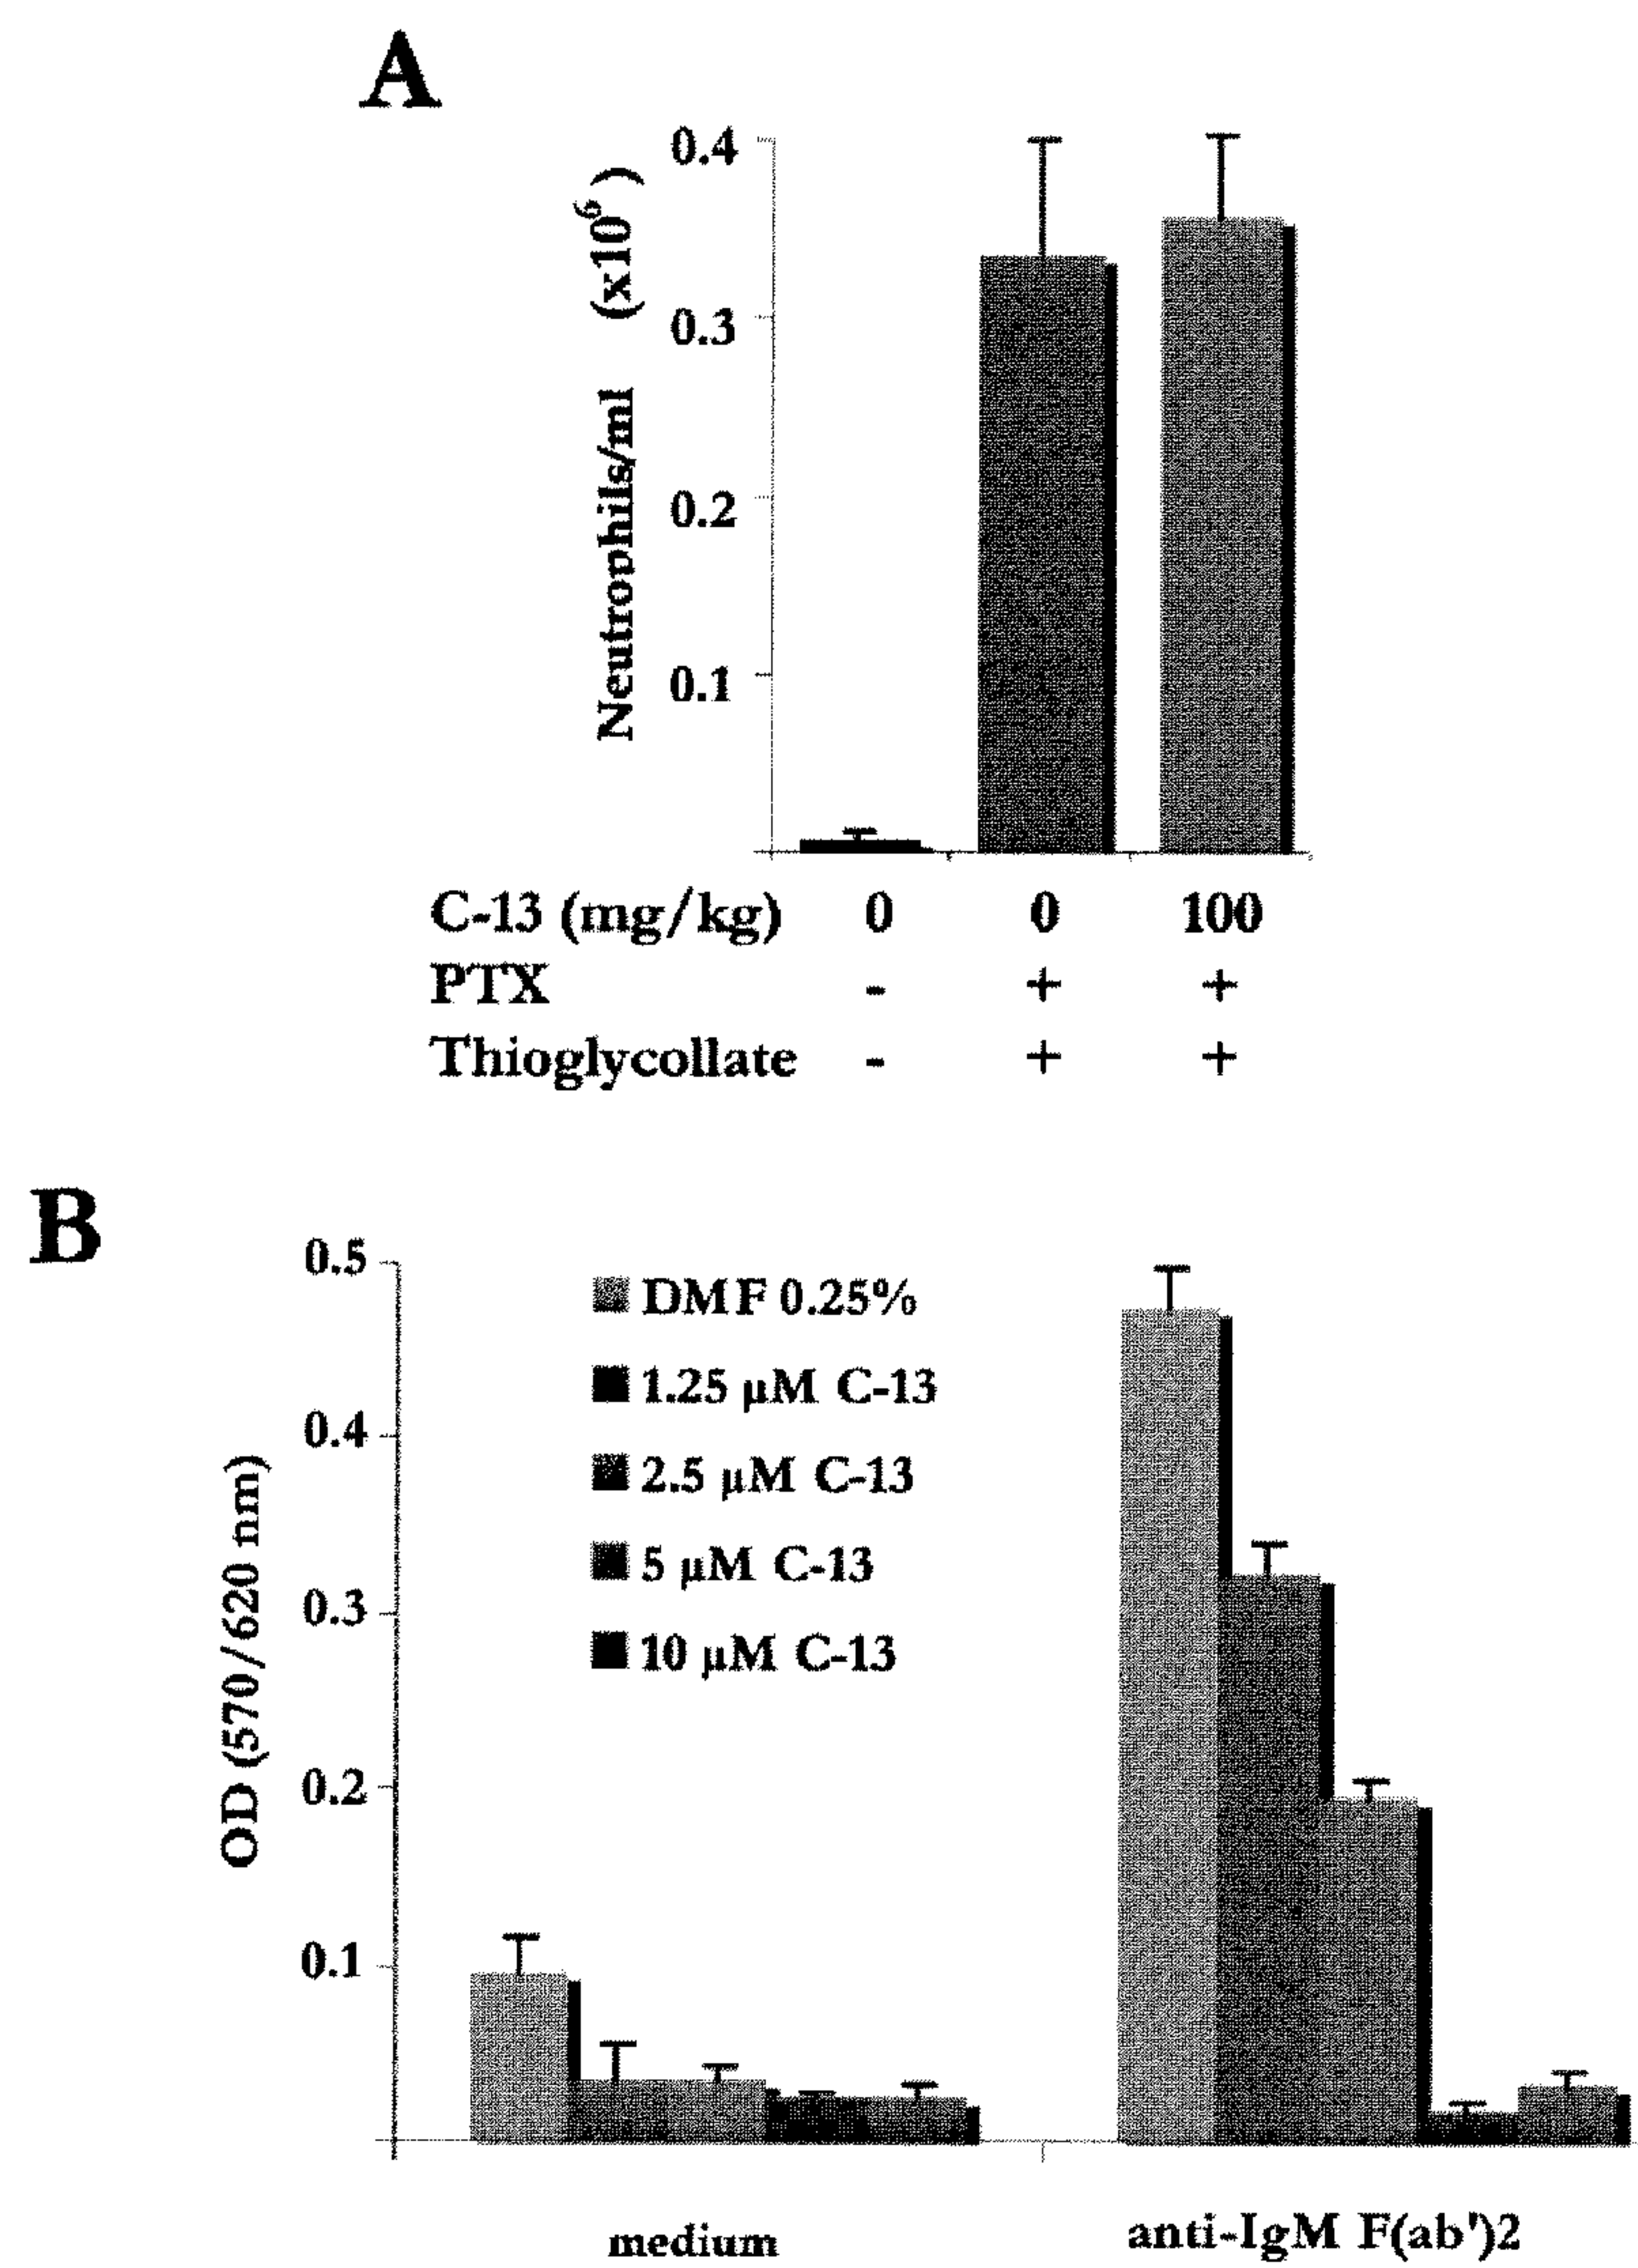 A
0.4
0.3
0.2
0.1
Neutrophils/ml (x10⁶)
C-13 (mg/kg) 0 0 100
PTX - + +
Thioglycollate - + +
B
0.5
0.4
0.3
0.2
0.1
OD (570/620 nm)
DMF 0.25%
1.25 µM C-13
2.5 µM C-13
5 µM C-13
10 µM C-13
medium anti-IgM F(ab')2